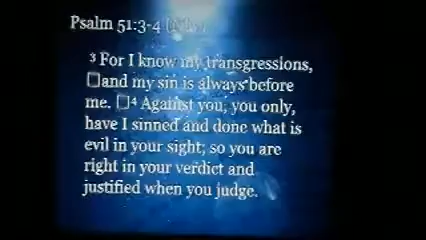 Psalm 51:3-4
3 For I know my transgressions,
and my sin is always before
me. 4 Against you, you only,
have I sinned and done what is
evil in your sight; so you are
right in your verdict and
justified when you judge.